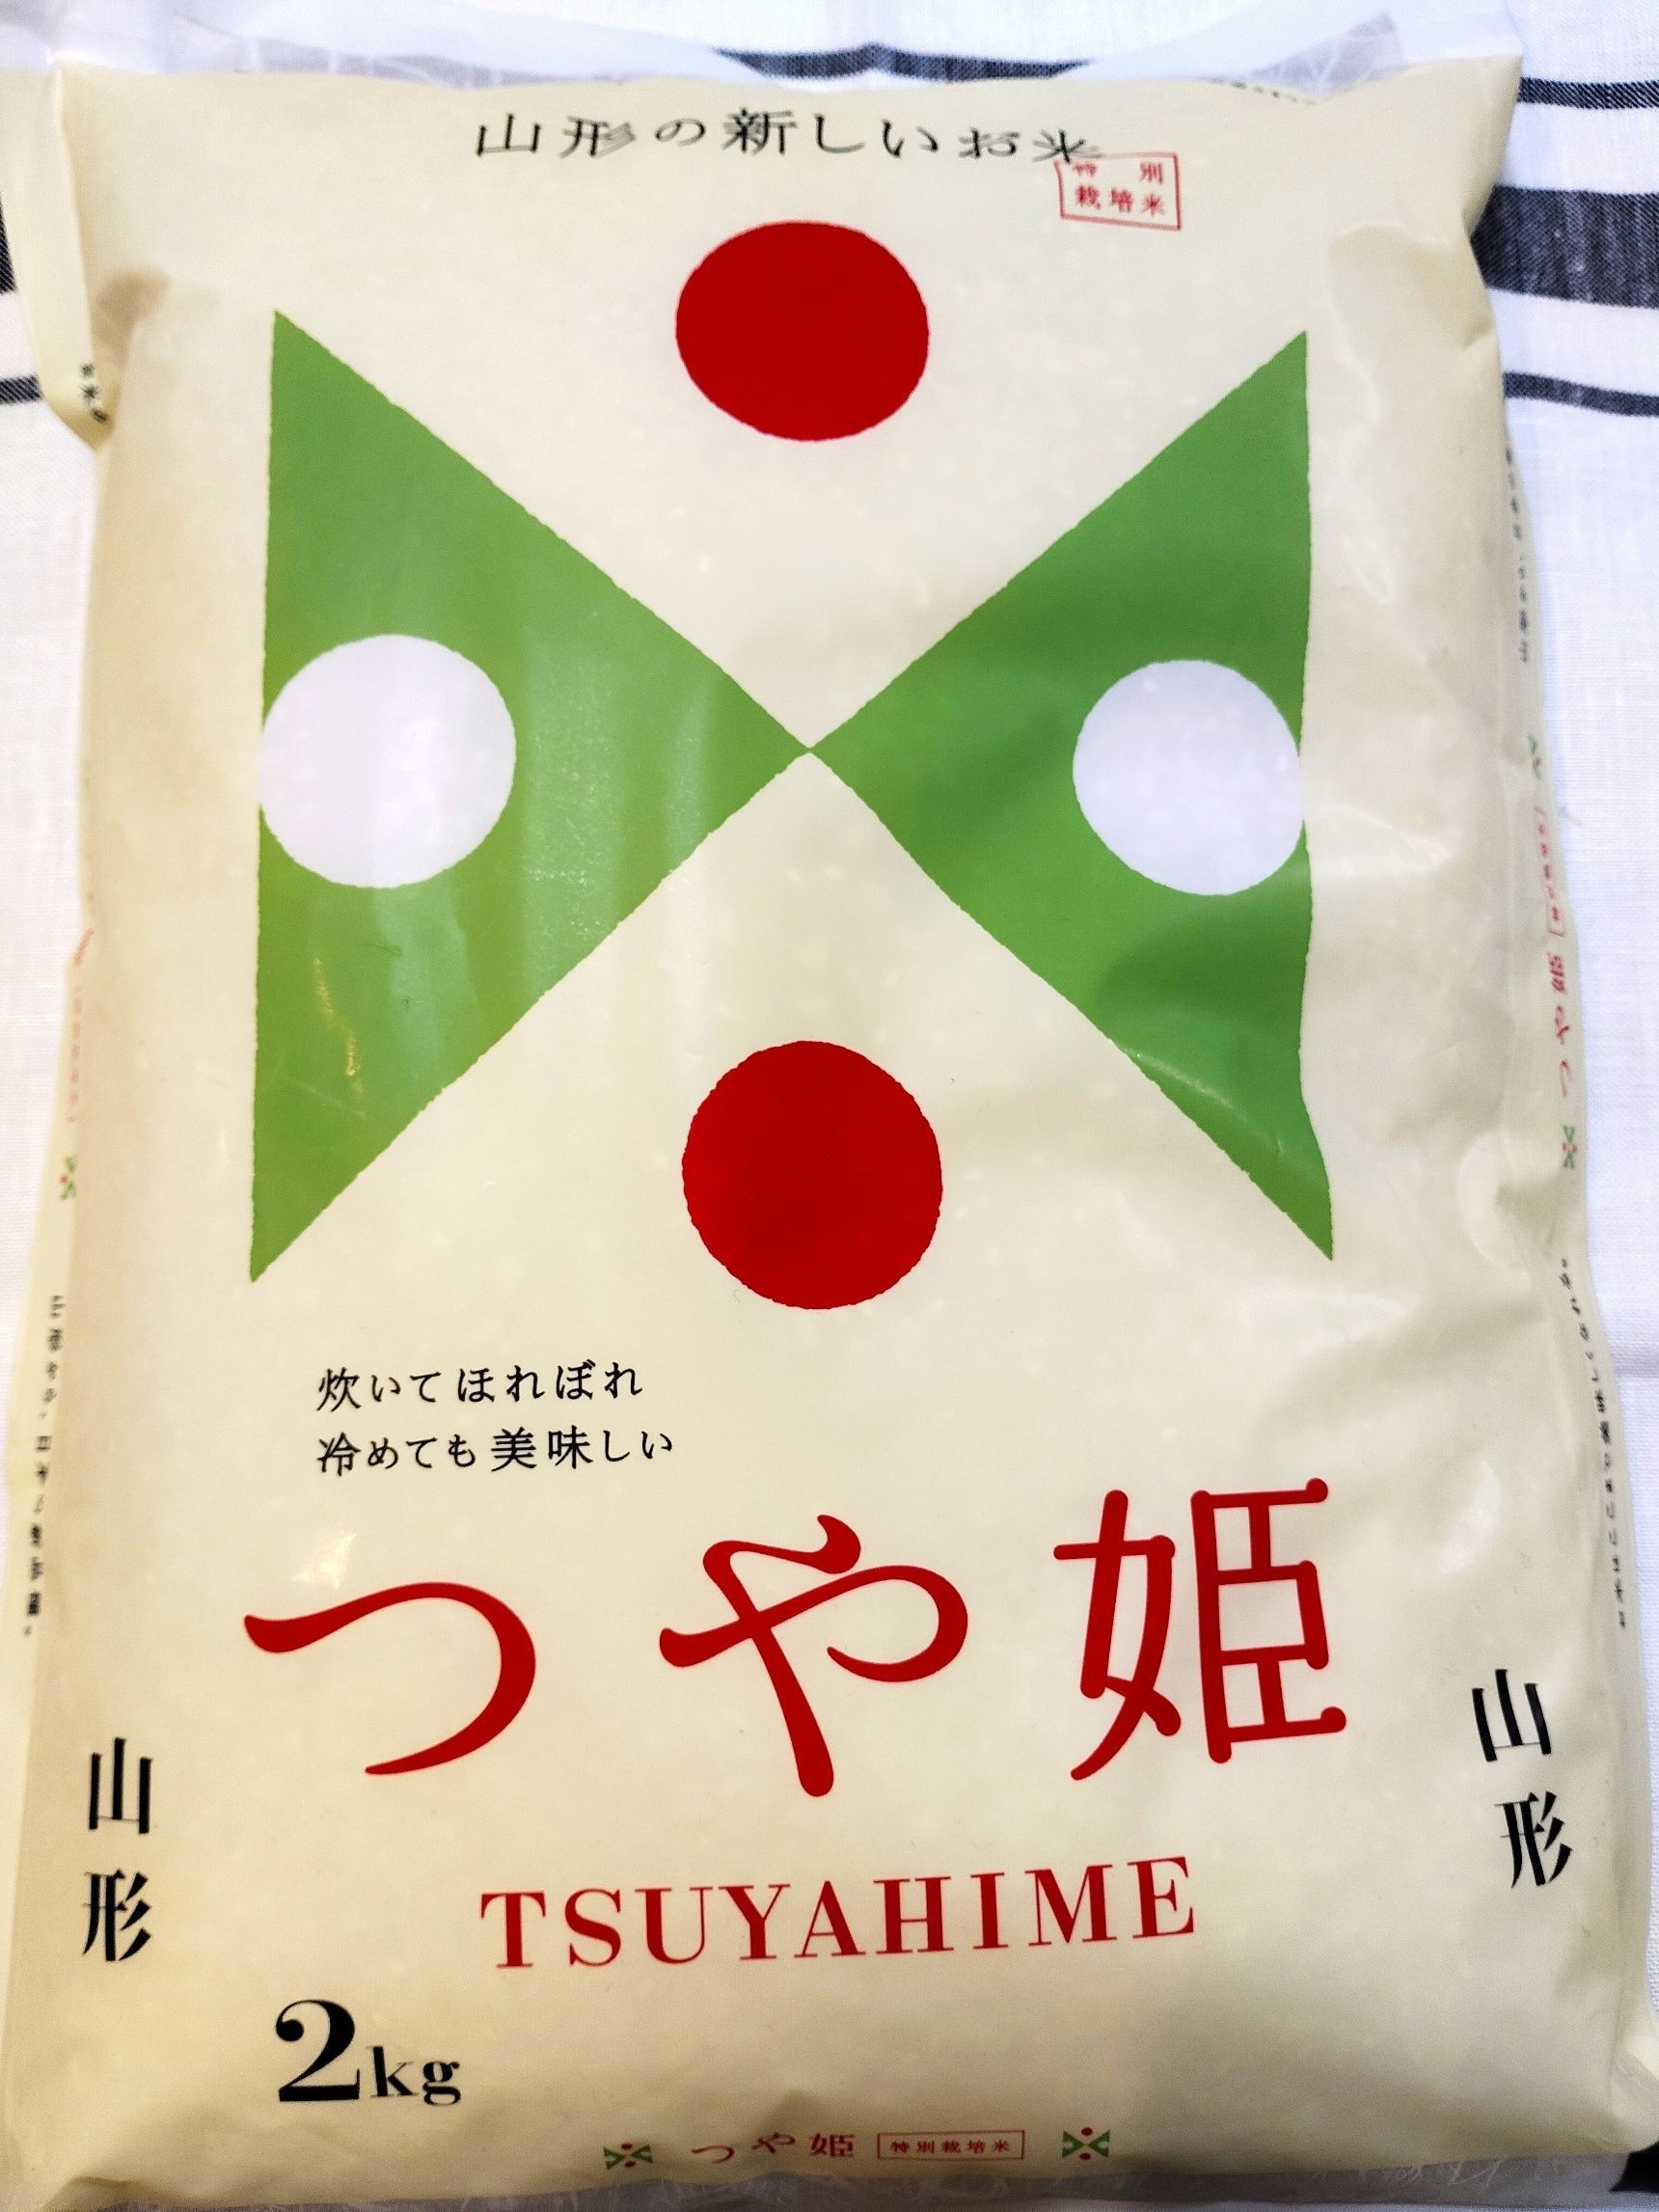 山形の新しいお米
特別
栽培米
炊いてほれぼれ
冷めても美味しい
つや姫
山形
山形
TSUYAHIME
2kg
つや姫 特別栽培米